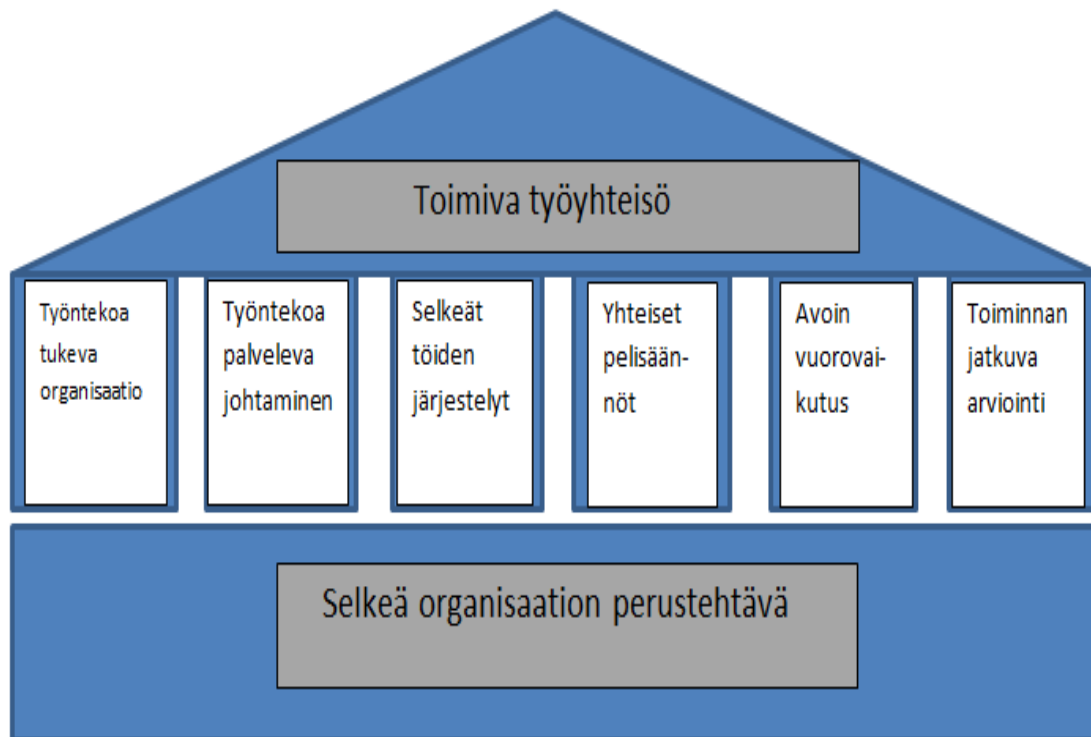 Toimiva työyhteisö
Työntekoa
tukeva
organisaatio
Työntekoa
palveleva
johtaminen
Selkeät
töiden
järjestelyt
Yhteiset
pelisään-
nöt
Avoin
vuorovai-
kutus
Toiminnan
jatkuva
arviointi
Selkeä organisaation perustehtävä